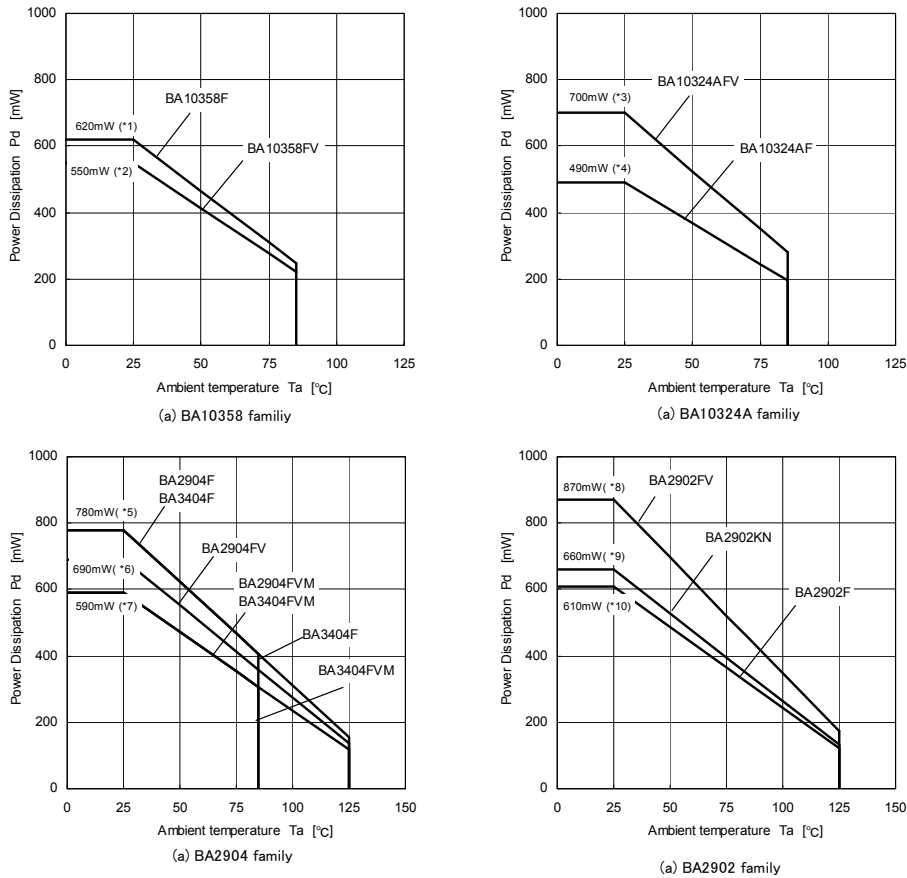 1000
800
600
400
200
0
Power Dissipation Pd [mW]
620mW (*1)
550mW (*2)
BA10358F
BA10358FV
0 25 50 75 100 125
Ambient temperature Ta [°C]
(a) BA10358 familiy
1000
800
600
400
200
0
Power Dissipation Pd [mW]
700mW (*3)
490mW (*4)
BA10324AFV
BA10324AF
0 25 50 75 100 125
Ambient temperature Ta [°C]
(a) BA10324A familiy
1000
800
600
400
200
0
Power Dissipation Pd [mW]
780mW (*5)
690mW (*6)
590mW (*7)
BA2904F
BA3404F
BA2904FV
BA2904FVM
BA3404FVM
BA3404F
BA3404FVM
0 25 50 75 100 125 150
Ambient temperature Ta [°C]
(a) BA2904 family
1000
800
600
400
200
0
Power Dissipation Pd [mW]
870mW( *8)
660mW( *9)
610mW( *10)
BA2902FV
BA2902KN
BA2902F
0 25 50 75 100 125 150
Ambient temperature Ta [°C]
(a) BA2902 family